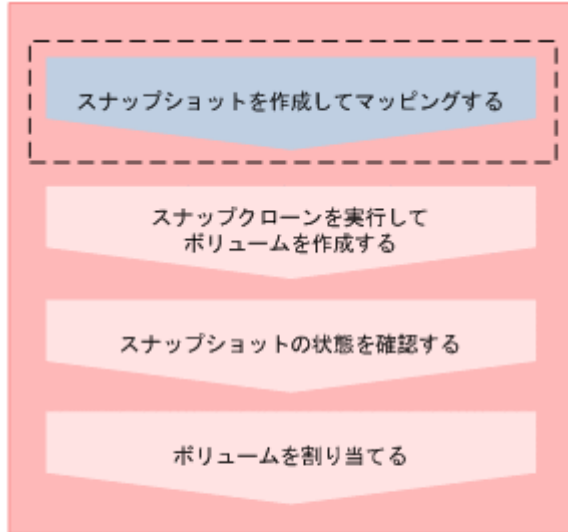 スナップショットを作成してマッピングする
スナップクローンを実行して
ボリュームを作成する
スナップショットの状態を確認する
ボリュームを割り当てる